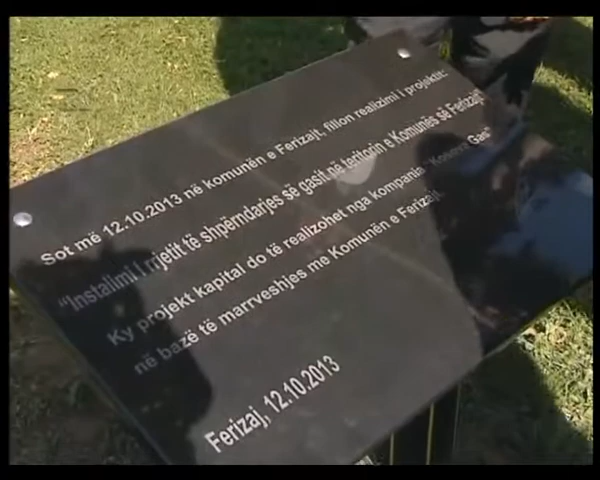 Sot më 12.10.2013 në komunën e Ferizajt, fillon realizimi i projektit:
"Instalimi i rrjetit të shpërndarjes së gasit në teritorin e Komunës së Ferizajt"
Ky projekt kapital do të realizohet nga kompania "Kosova Gas"
në bazë të marrveshjes me Komunën e Ferizajt.
Ferizaj, 12.10.2013